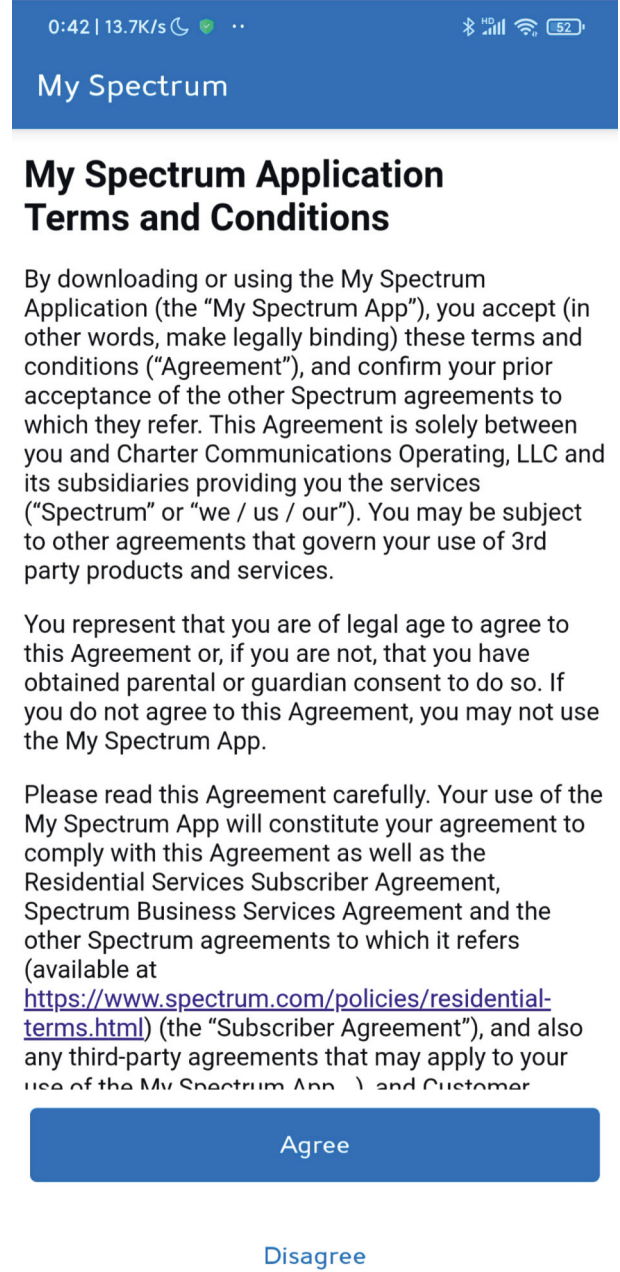 0:42 | 13.7K/s
HD
52
My Spectrum
My Spectrum Application
Terms and Conditions
By downloading or using the My Spectrum
Application (the “My Spectrum App”), you accept (in
other words, make legally binding) these terms and
conditions (“Agreement”), and confirm your prior
acceptance of the other Spectrum agreements to
which they refer. This Agreement is solely between
you and Charter Communications Operating, LLC and
its subsidiaries providing you the services
(“Spectrum” or “we / us / our”). You may be subject
to other agreements that govern your use of 3rd
party products and services.
You represent that you are of legal age to agree to
this Agreement or, if you are not, that you have
obtained parental or guardian consent to do so. If
you do not agree to this Agreement, you may not use
the My Spectrum App.
Please read this Agreement carefully. Your use of the
My Spectrum App will constitute your agreement to
comply with this Agreement as well as the
Residential Services Subscriber Agreement,
Spectrum Business Services Agreement and the
other Spectrum agreements to which it refers
(available at
https://www.spectrum.com/policies/residential-
terms.html) (the “Subscriber Agreement”), and also
any third-party agreements that may apply to your
use of the My Spectrum App ), and Customer
Agree
Disagree